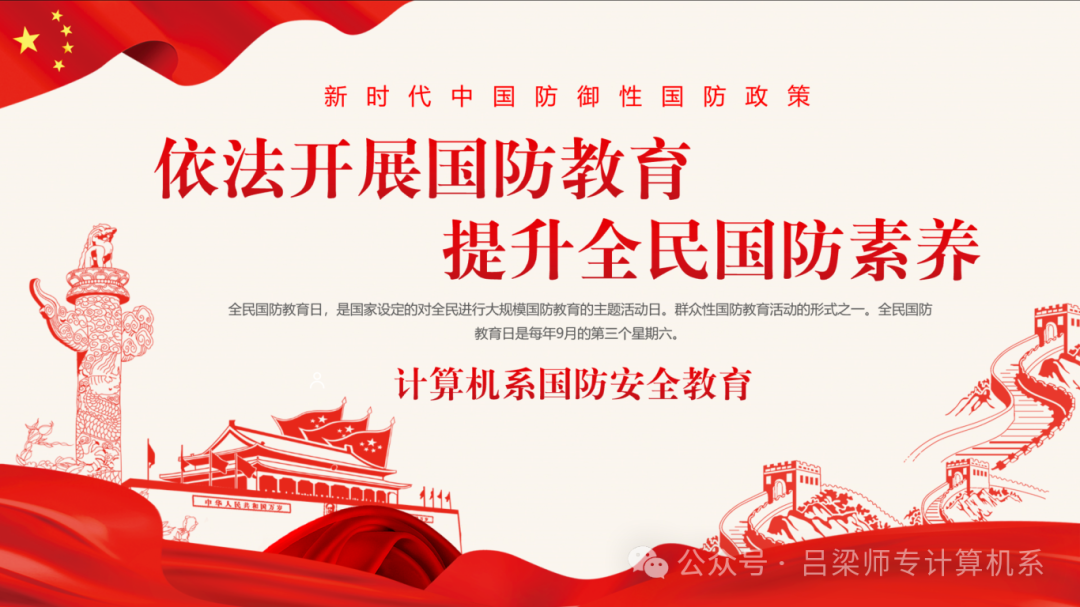 新时代中国防御性国防政策
依法开展国防教育
提升全民国防素养
全民国防教育日，是国家设定的对全民进行大规模国防教育的主题活动日。群众性国防教育活动的形式之一。全民国防
教育日是每年9月的第三个星期六。
计算机系国防安全教育
中华人民共和国万岁
公众号 · 吕梁师专计算机系